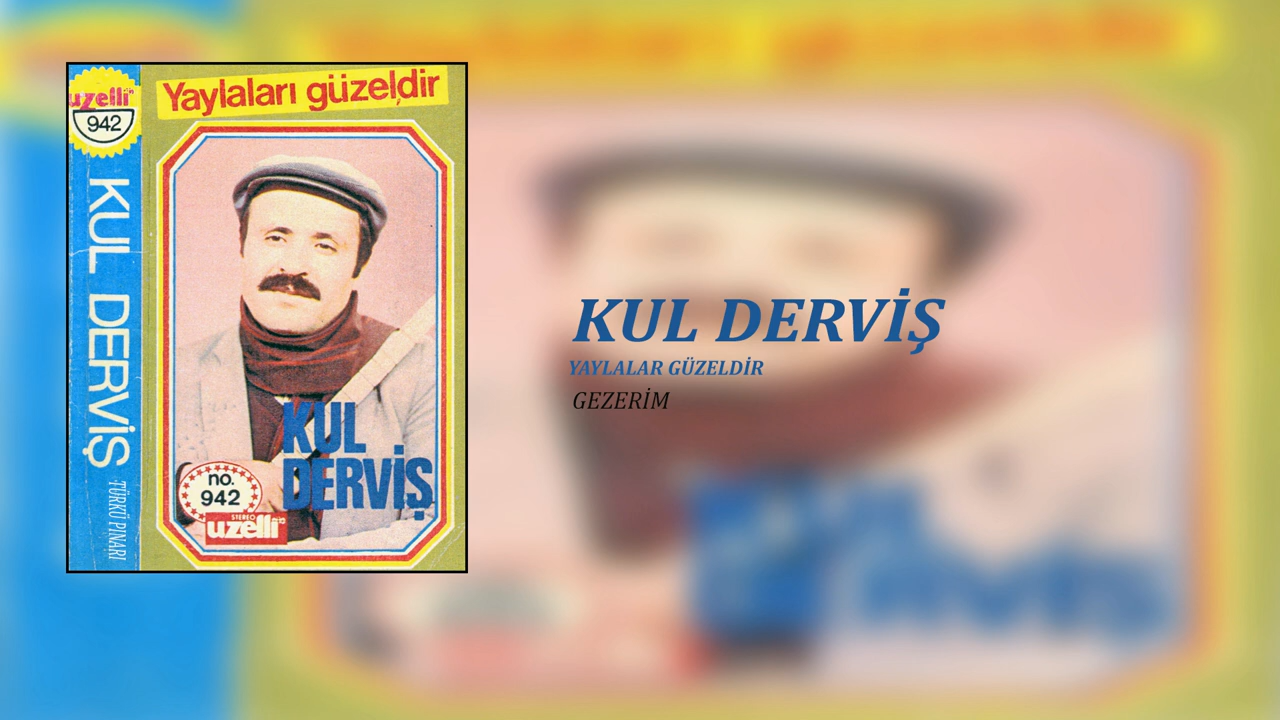 uzelli
942
KUL DERVİŞ
TÜRKÜ PINARI
Yaylaları güzeldir
KUL
DERVİŞ
no.
942
STEREO
uzelli
KUL DERVİŞ
YAYLALAR GÜZELDİR
GEZERİM